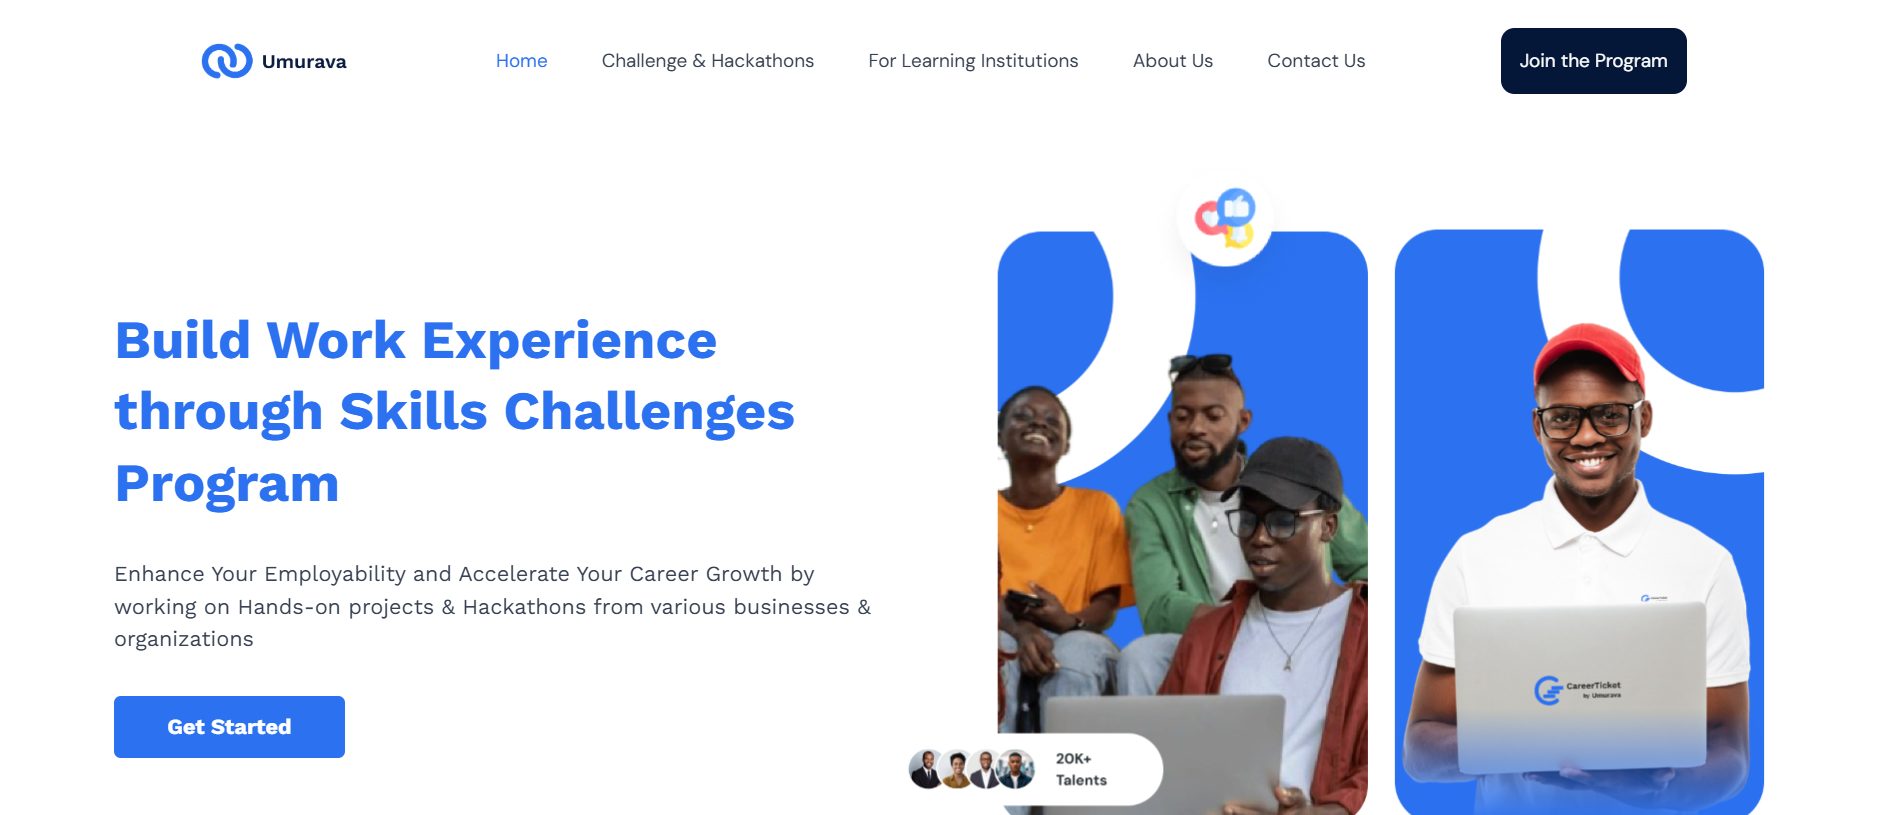 Umurava
Home
Challenge & Hackathons
For Learning Institutions
About Us
Contact Us
Join the Program
Build Work Experience
through Skills Challenges
Program
Enhance Your Employability and Accelerate Your Career Growth by
working on Hands-on projects & Hackathons from various businesses &
organizations
Get Started
CareerTicket
by Umurava
20K+
Talents